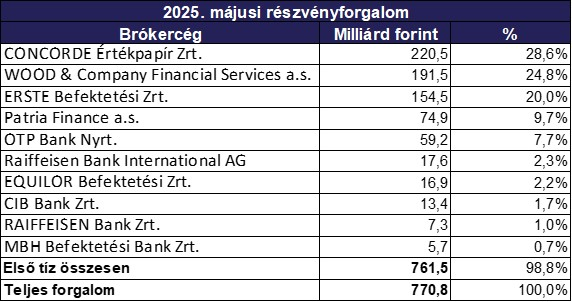 2025. májusi részvényforgalom
Brókercég Milliárd forint %
CONCORDE Értékpapír Zrt. 220,5 28,6%
WOOD & Company Financial Services a.s. 191,5 24,8%
ERSTE Befektetési Zrt. 154,5 20,0%
Patria Finance a.s. 74,9 9,7%
OTP Bank Nyrt. 59,2 7,7%
Raiffeisen Bank International AG 17,6 2,3%
EQUILOR Befektetési Zrt. 16,9 2,2%
CIB Bank Zrt. 13,4 1,7%
RAIFFEISEN Bank Zrt. 7,3 1,0%
MBH Befektetési Bank Zrt. 5,7 0,7%
Első tíz összesen 761,5 98,8%
Teljes forgalom 770,8 100,0%